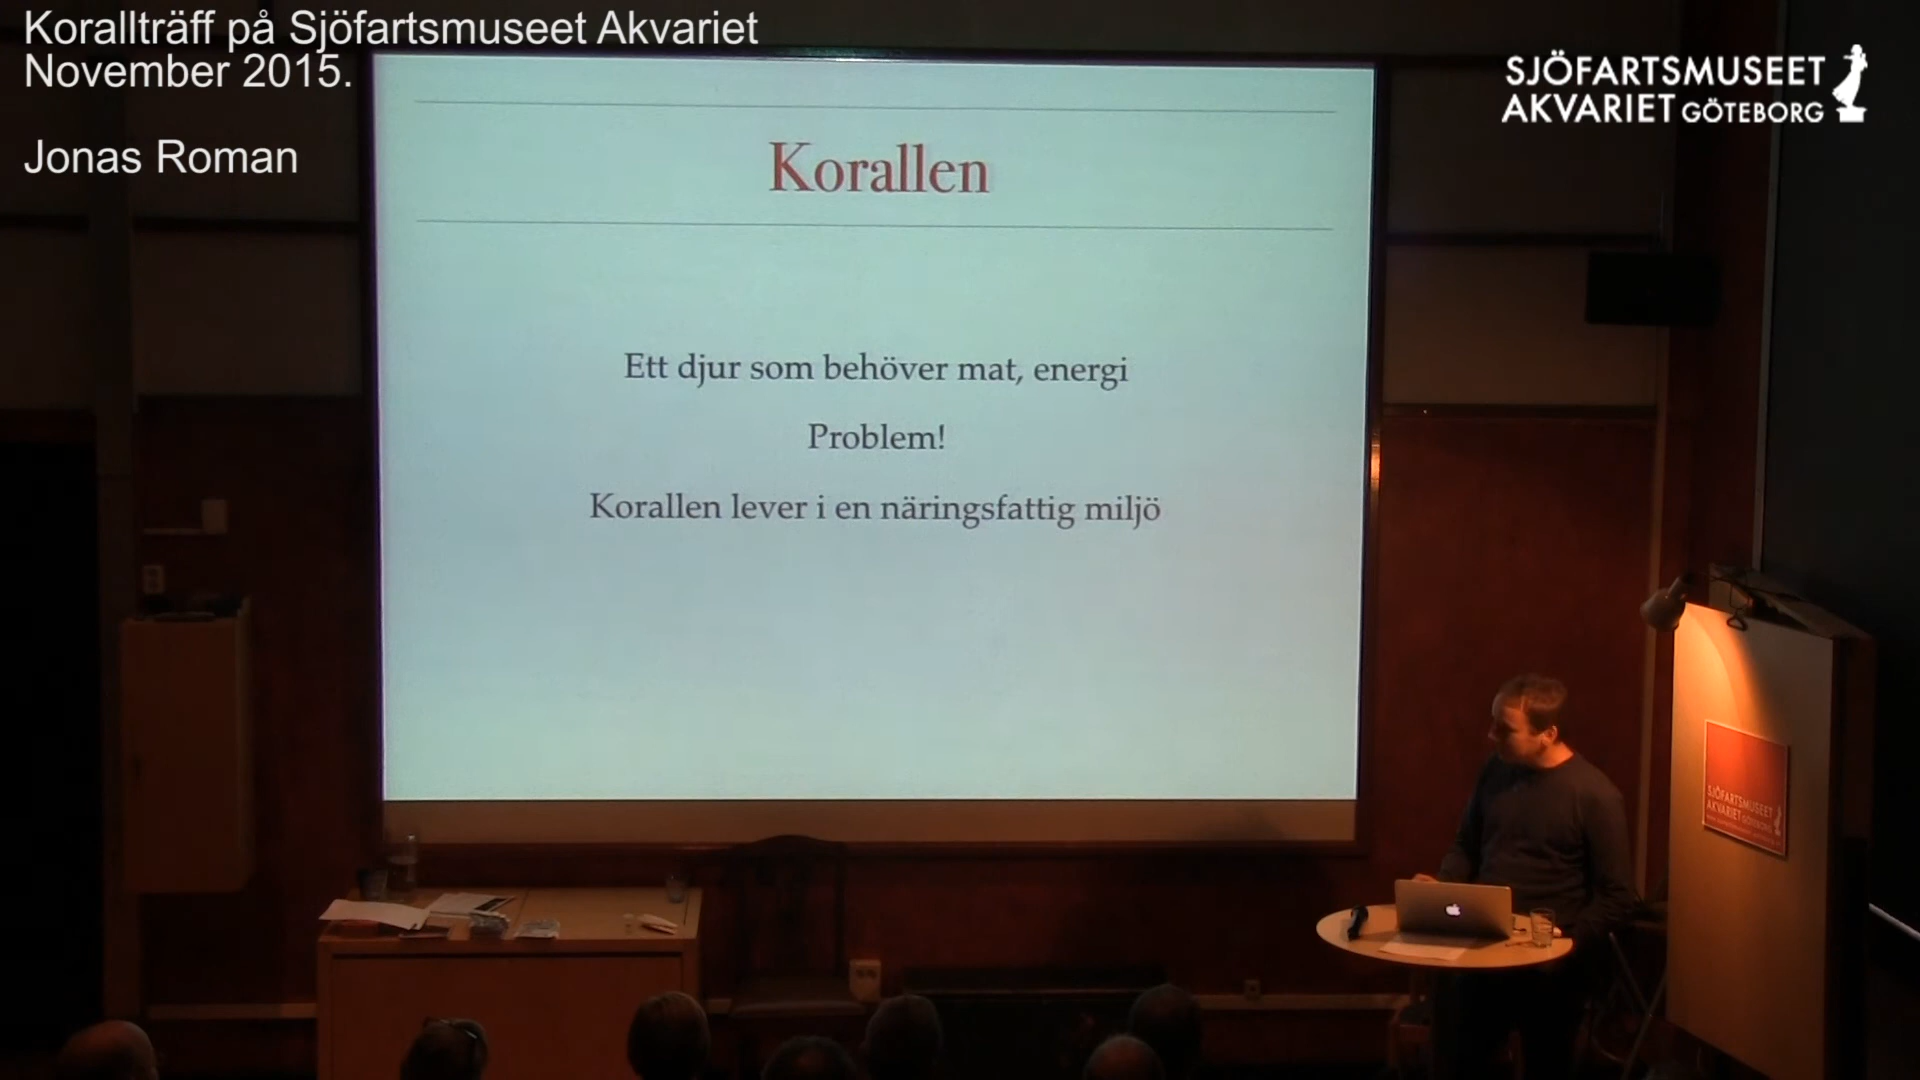 Korallträff på Sjöfartsmuseet Akvariet
November 2015.
Jonas Roman
SJÖFARTSMUSEET
AKVARIET GÖTEBORG
Korallen
Ett djur som behöver mat, energi
Problem!
Korallen lever i en näringsfattig miljö
SJÖFARTSMUSEET
AKVARIET GÖTEBORG